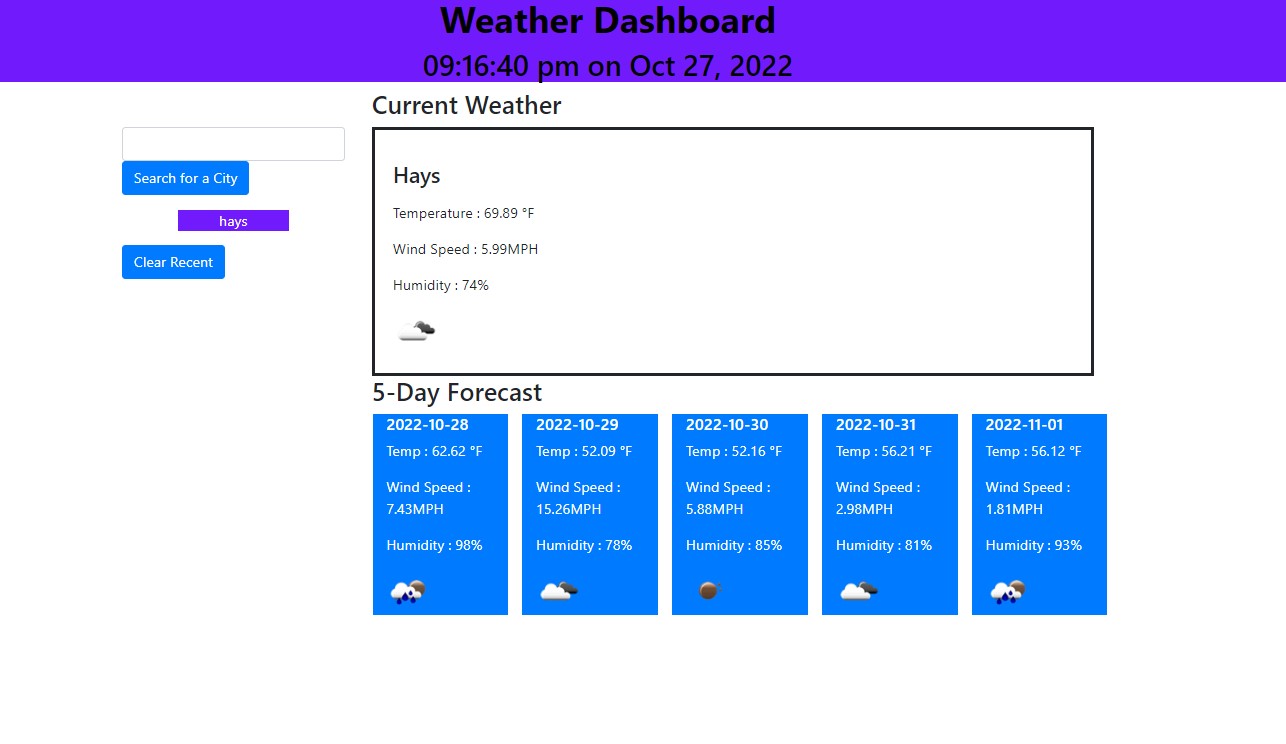 Weather Dashboard
09:16:40 pm on Oct 27, 2022
Search for a City
hays
Clear Recent
Current Weather
Hays
Temperature : 69.89 °F
Wind Speed : 5.99MPH
Humidity : 74%
5-Day Forecast
2022-10-28
Temp : 62.62 °F
Wind Speed :
7.43MPH
Humidity : 98%
2022-10-29
Temp : 52.09 °F
Wind Speed :
15.26MPH
Humidity : 78%
2022-10-30
Temp : 52.16 °F
Wind Speed :
5.88MPH
Humidity : 85%
2022-10-31
Temp : 56.21 °F
Wind Speed :
2.98MPH
Humidity : 81%
2022-11-01
Temp : 56.12 °F
Wind Speed :
1.81MPH
Humidity : 93%